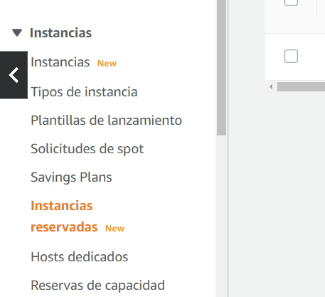 Instancias
Instancias New
Tipos de instancia
Plantillas de lanzamiento
Solicitudes de spot
Savings Plans
Instancias
reservadas New
Hosts dedicados
Reservas de capacidad